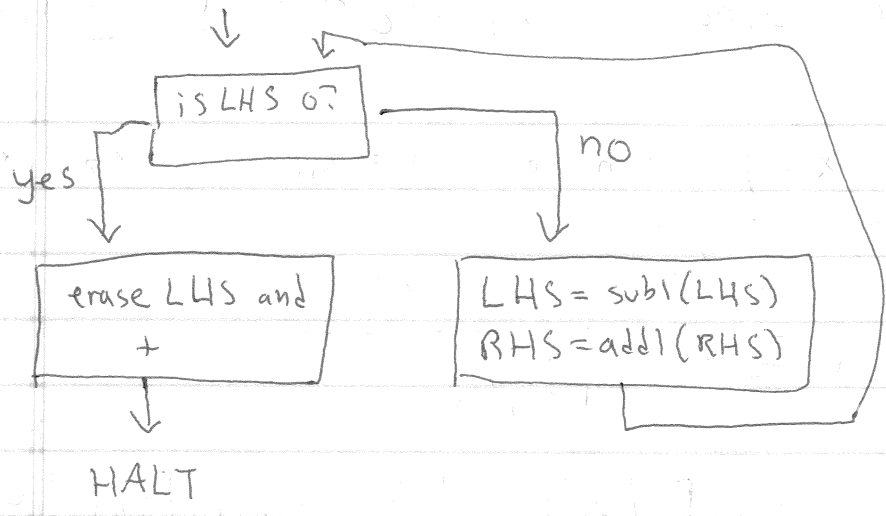 is LHS 0?
yes
no
erase LHS and
+
LHS = sub1(LHS)
RHS = add1(RHS)
HALT